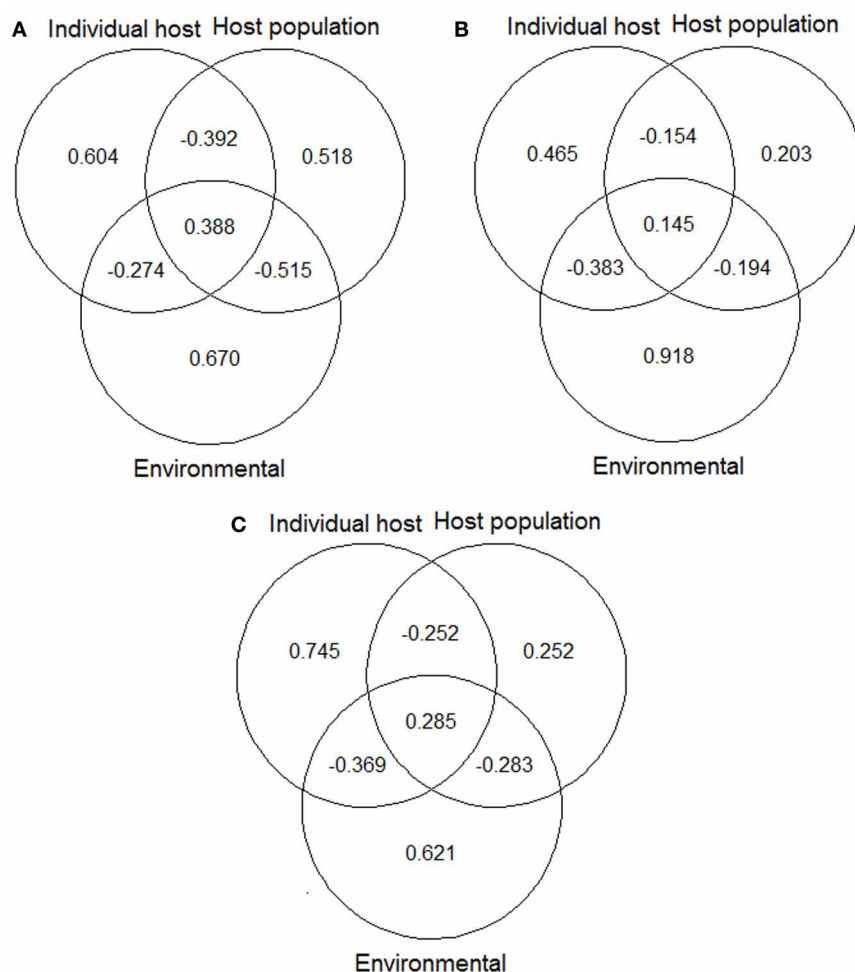 A Individual host Host population
0.604 -0.392 0.518
0.388
-0.274 -0.515
0.670
Environmental
B Individual host Host population
0.465 -0.154 0.203
0.145
-0.383 -0.194
0.918
Environmental
C Individual host Host population
0.745 -0.252 0.252
0.285
-0.369 -0.283
0.621
Environmental